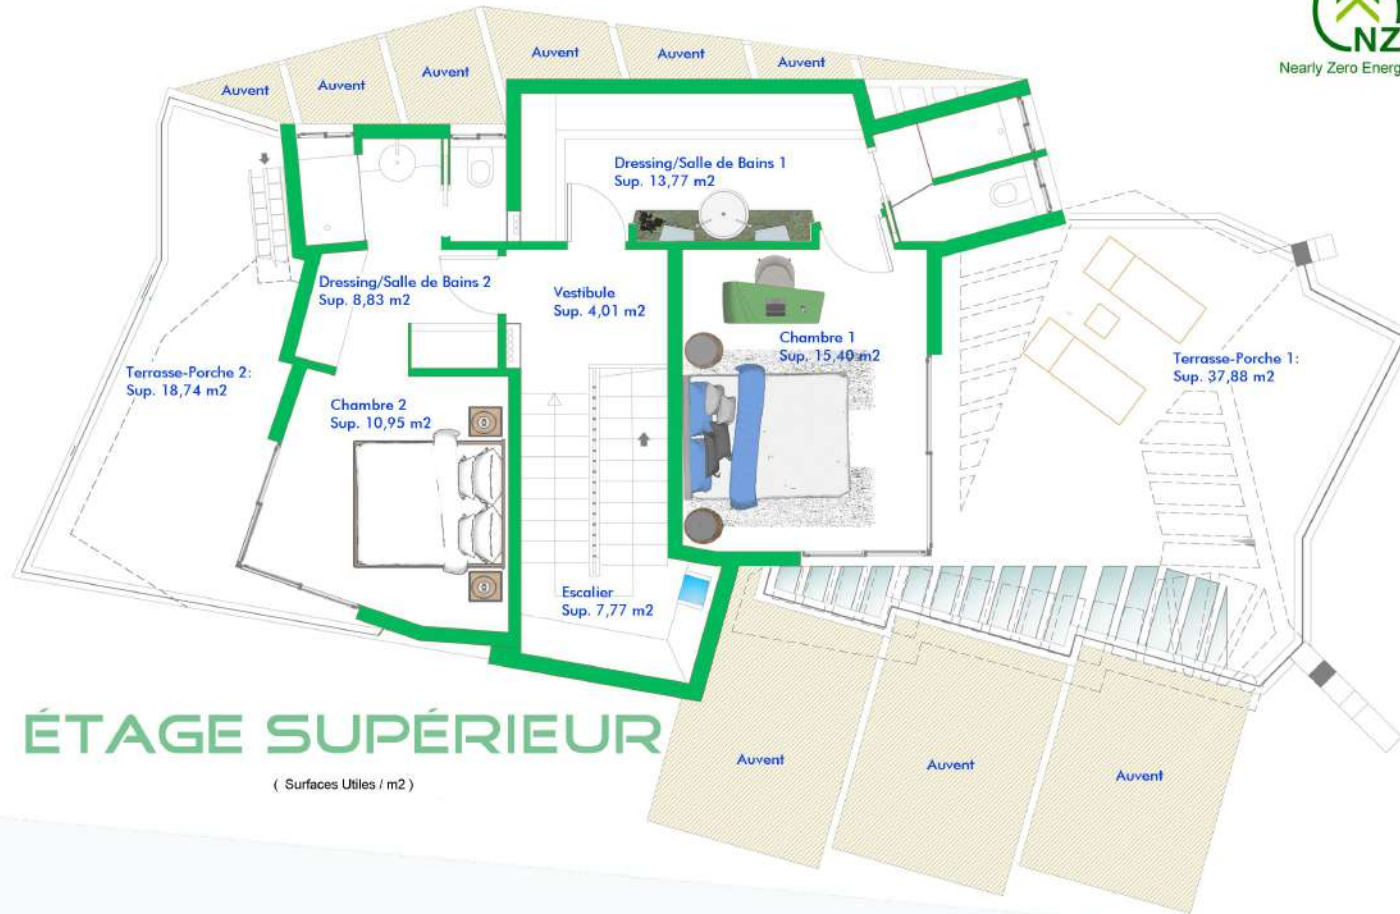 NZ
Nearly Zero Energ
Auvent
Auvent
Auvent
Auvent
Auvent
Auvent
Dressing/Salle de Bains 1
Sup. 13,77 m2
Dressing/Salle de Bains 2
Sup. 8,83 m2
Vestibule
Sup. 4,01 m2
Chambre 1
Sup. 15,40 m2
Terrasse-Porche 1:
Sup. 37,88 m2
Terrasse-Porche 2:
Sup. 18,74 m2
Chambre 2
Sup. 10,95 m2
Escalier
Sup. 7,77 m2
ÉTAGE SUPÉRIEUR
( Surfaces Utiles / m2 )
Auvent
Auvent
Auvent